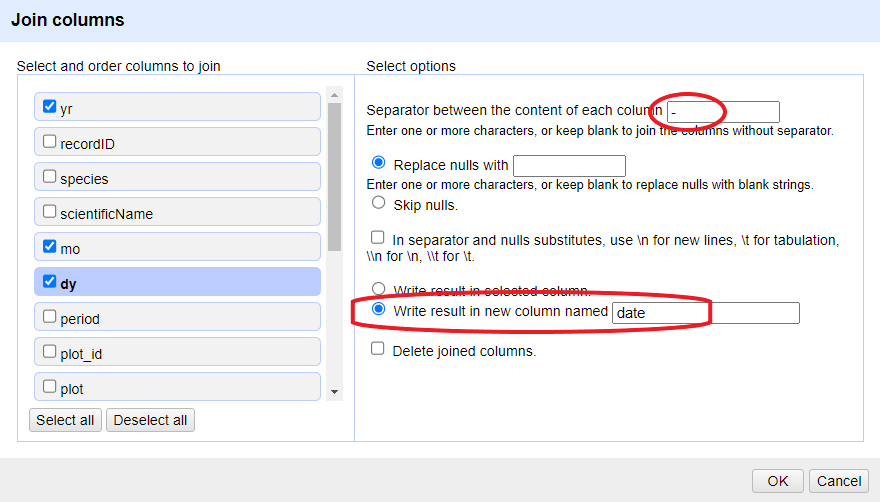 Join columns
Select and order columns to join
yr
recordID
species
scientificName
mo
dy
period
plot_id
plot
Select all Deselect all
Select options
Separator between the content of each column -
Enter one or more characters, or keep blank to join the columns without separator.
Replace nulls with
Enter one or more characters, or keep blank to replace nulls with blank strings.
Skip nulls.
In separator and nulls substitutes, use \n for new lines, \t for tabulation,
\\n for \n, \\t for \t.
Write result in selected column.
Write result in new column named date
Delete joined columns.
OK Cancel